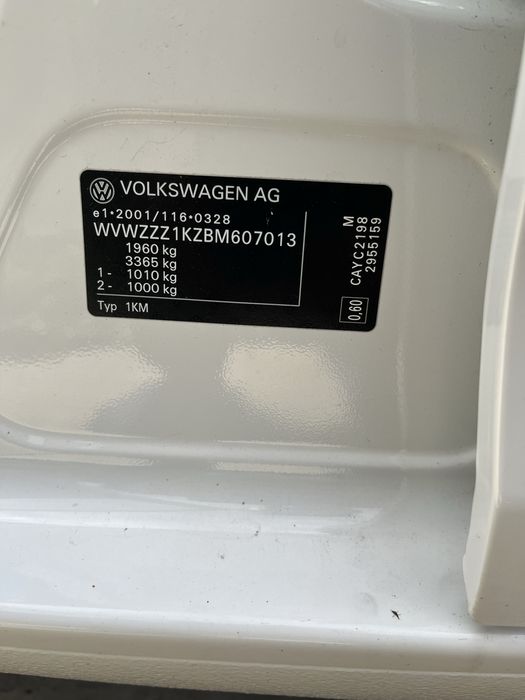 VOLKSWAGEN AG
e1*2001/116*0328
WVWZZZ1KZBM607013
1960 kg
3365 kg
1- 1010 kg
2- 1000 kg
Typ 1KM
M
CAYC2198
2955159
0,60